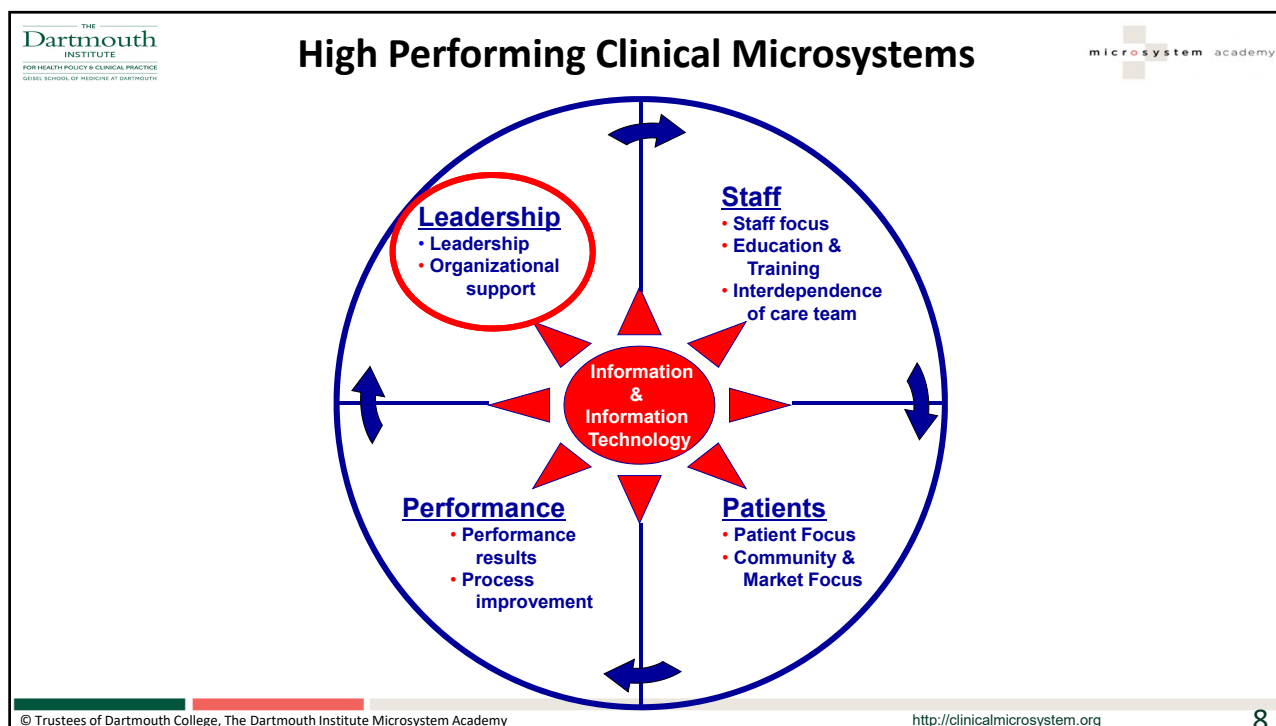 THE
Dartmouth
INSTITUTE
FOR HEALTH POLICY & CLINICAL PRACTICE
GEISEL SCHOOL OF MEDICINE AT DARTMOUTH
High Performing Clinical Microsystems
microsystem academy
Leadership
• Leadership
• Organizational
support
Staff
• Staff focus
• Education &
Training
• Interdependence
of care team
Information
&
Information
Technology
Performance
• Performance
results
• Process
improvement
Patients
• Patient Focus
• Community &
Market Focus
© Trustees of Dartmouth College, The Dartmouth Institute Microsystem Academy
http://clinicalmicrosystem.org
8